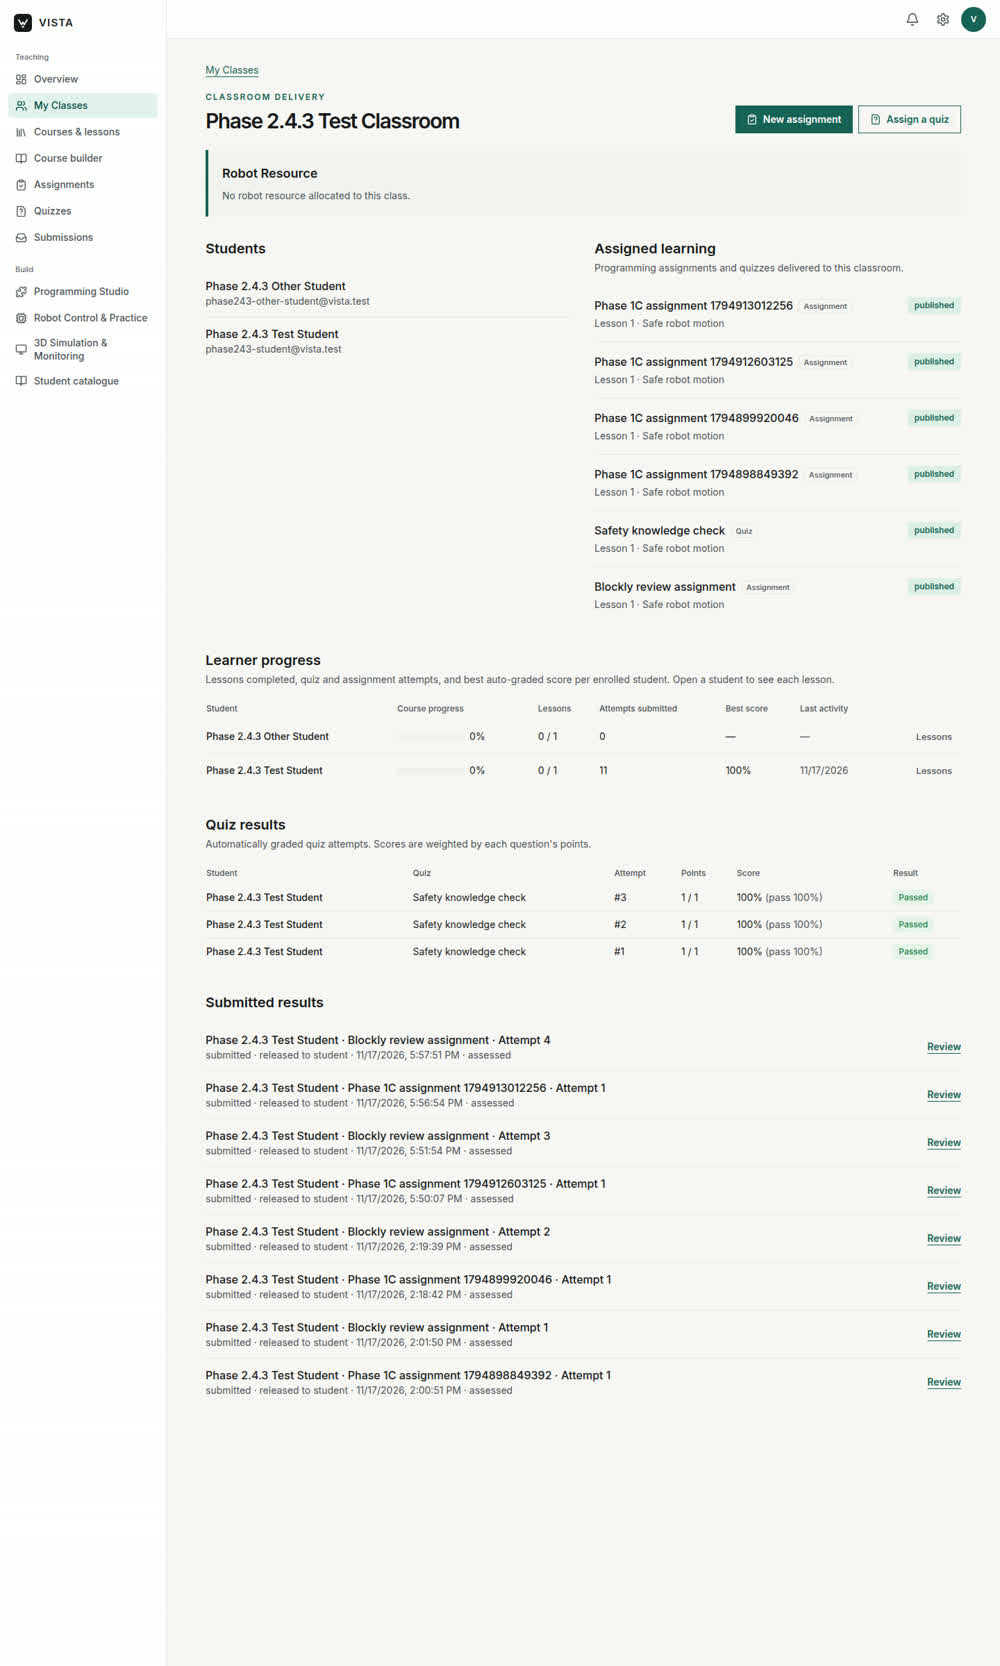 VISTA
V
Teaching
Overview
My Classes
Courses & lessons
Course builder
Assignments
Quizzes
Submissions
Build
Programming Studio
Robot Control & Practice
3D Simulation &
Monitoring
Student catalogue
My Classes
CLASSROOM DELIVERY
Phase 2.4.3 Test Classroom
New assignment
Assign a quiz
Robot Resource
No robot resource allocated to this class.
Students
Phase 2.4.3 Other Student
phase243-other-student@vista.test
Phase 2.4.3 Test Student
phase243-student@vista.test
Assigned learning
Programming assignments and quizzes delivered to this classroom.
Phase 1C assignment 1794913012256 Assignment published
Lesson 1 · Safe robot motion
Phase 1C assignment 1794912603125 Assignment published
Lesson 1 · Safe robot motion
Phase 1C assignment 1794899920046 Assignment published
Lesson 1 · Safe robot motion
Phase 1C assignment 1794898849392 Assignment published
Lesson 1 · Safe robot motion
Safety knowledge check Quiz published
Lesson 1 · Safe robot motion
Blockly review assignment Assignment published
Lesson 1 · Safe robot motion
Learner progress
Lessons completed, quiz and assignment attempts, and best auto-graded score per enrolled student. Open a student to see each lesson.
Student Course progress Lessons Attempts submitted Best score Last activity
Phase 2.4.3 Other Student 0% 0 / 1 0 — — Lessons
Phase 2.4.3 Test Student 0% 0 / 1 11 100% 11/17/2026 Lessons
Quiz results
Automatically graded quiz attempts. Scores are weighted by each question's points.
Student Quiz Attempt Points Score Result
Phase 2.4.3 Test Student Safety knowledge check #3 1 / 1 100% (pass 100%) Passed
Phase 2.4.3 Test Student Safety knowledge check #2 1 / 1 100% (pass 100%) Passed
Phase 2.4.3 Test Student Safety knowledge check #1 1 / 1 100% (pass 100%) Passed
Submitted results
Phase 2.4.3 Test Student · Blockly review assignment · Attempt 4
submitted · released to student · 11/17/2026, 5:57:51 PM · assessed
Review
Phase 2.4.3 Test Student · Phase 1C assignment 1794913012256 · Attempt 1
submitted · released to student · 11/17/2026, 5:56:54 PM · assessed
Review
Phase 2.4.3 Test Student · Blockly review assignment · Attempt 3
submitted · released to student · 11/17/2026, 5:51:54 PM · assessed
Review
Phase 2.4.3 Test Student · Phase 1C assignment 1794912603125 · Attempt 1
submitted · released to student · 11/17/2026, 5:50:07 PM · assessed
Review
Phase 2.4.3 Test Student · Blockly review assignment · Attempt 2
submitted · released to student · 11/17/2026, 2:19:39 PM · assessed
Review
Phase 2.4.3 Test Student · Phase 1C assignment 1794899920046 · Attempt 1
submitted · released to student · 11/17/2026, 2:18:42 PM · assessed
Review
Phase 2.4.3 Test Student · Blockly review assignment · Attempt 1
submitted · released to student · 11/17/2026, 2:01:50 PM · assessed
Review
Phase 2.4.3 Test Student · Phase 1C assignment 1794898849392 · Attempt 1
submitted · released to student · 11/17/2026, 2:00:51 PM · assessed
Review